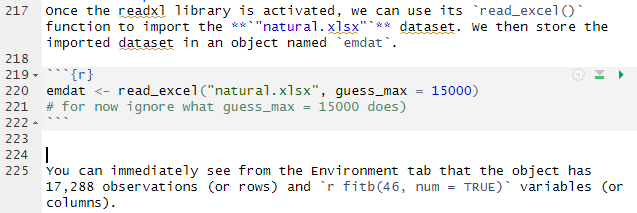 217 Once the readxl library is activated, we can use its `read_excel()`
function to import the **`"natural.xlsx"`** dataset. We then store the
imported dataset in an object named `emdat`.
218
219 ```{r}
220 emdat <- read_excel("natural.xlsx", guess_max = 15000)
221 # for now ignore what guess_max = 15000 does)
222 ```
223
224
225 You can immediately see from the Environment tab that the object has
17,288 observations (or rows) and `r fitb(46, num = TRUE)` variables (or
columns).